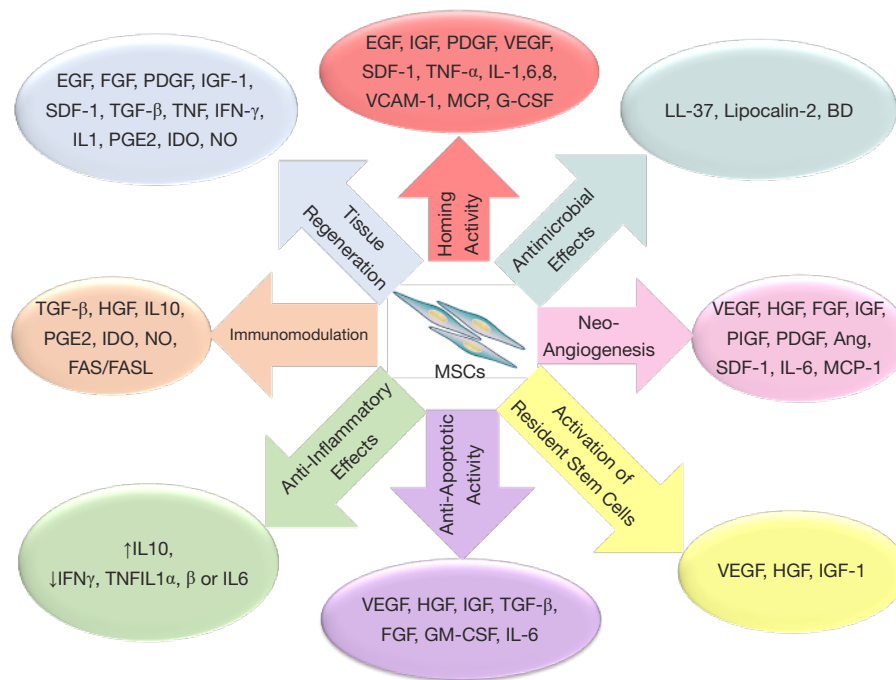 EGF, IGF, PDGF, VEGF,
SDF-1, TNF-α, IL-1,6,8,
VCAM-1, MCP, G-CSF
EGF, FGF, PDGF, IGF-1,
SDF-1, TGF-β, TNF, IFN-γ,
IL1, PGE2, IDO, NO
LL-37, Lipocalin-2, BD
Tissue
Regeneration
Homing
Activity
Antimicrobial
Effects
TGF-β, HGF, IL10,
PGE2, IDO, NO,
FAS/FASL
Immunomodulation
MSCs
Neo-
Angiogenesis
VEGF, HGF, FGF, IGF,
PIGF, PDGF, Ang,
SDF-1, IL-6, MCP-1
Anti-Inflammatory
Effects
Anti-Apoptotic
Activity
Activation of
Resident Stem Cells
↑IL10,
↓IFNγ, TNFIL1α, β or IL6
VEGF, HGF, IGF, TGF-β,
FGF, GM-CSF, IL-6
VEGF, HGF, IGF-1